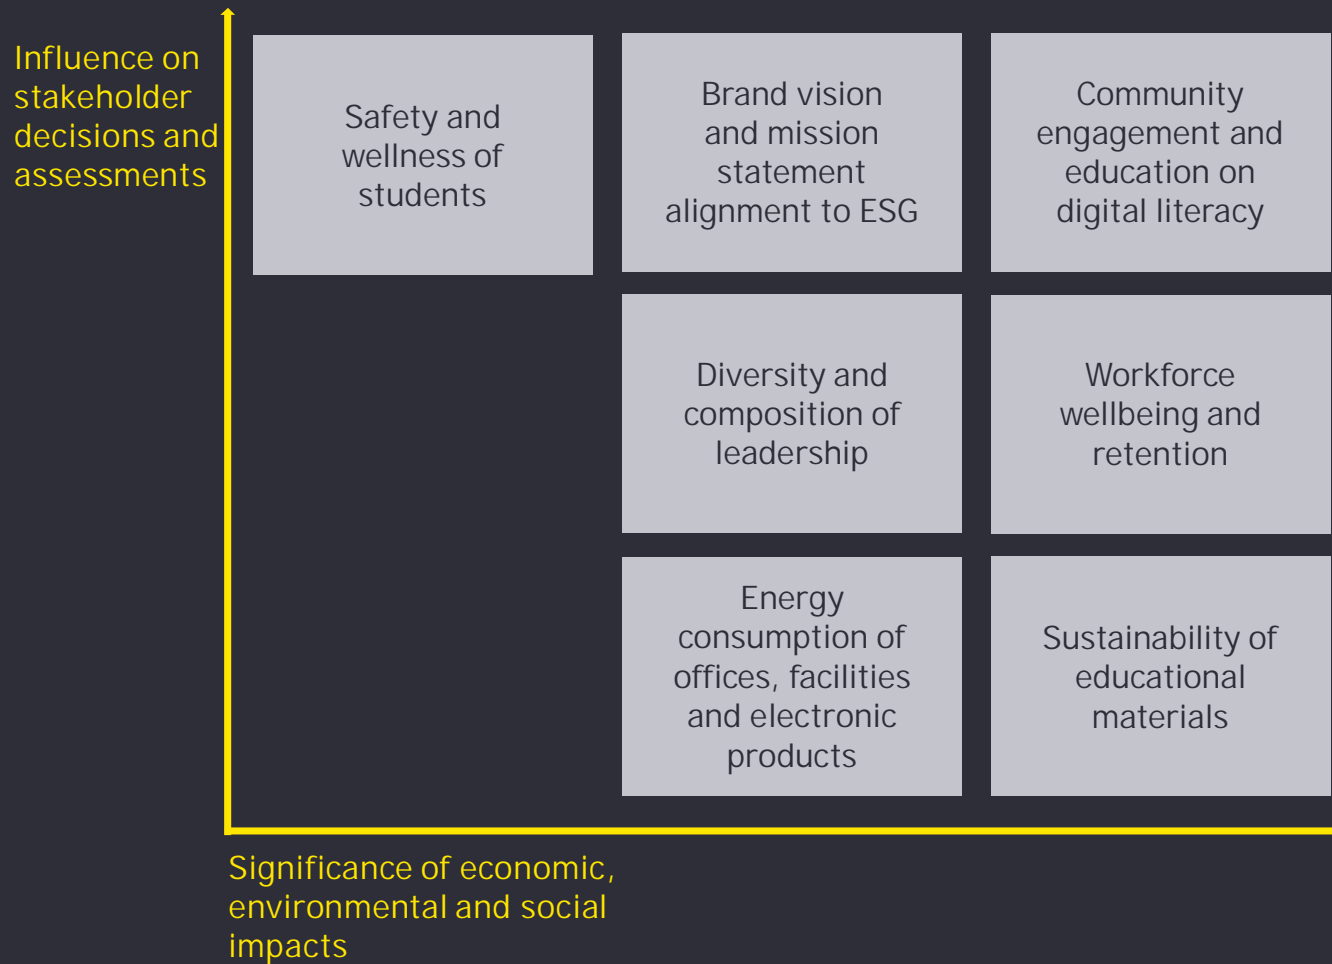 Influence on
stakeholder
decisions and
assessments
Safety and
wellness of
students
Brand vision
and mission
statement
alignment to ESG
Community
engagement and
education on
digital literacy
Diversity and
composition of
leadership
Workforce
wellbeing and
retention
Energy
consumption of
offices, facilities
and electronic
products
Sustainability of
educational
materials
Significance of economic,
environmental and social
impacts